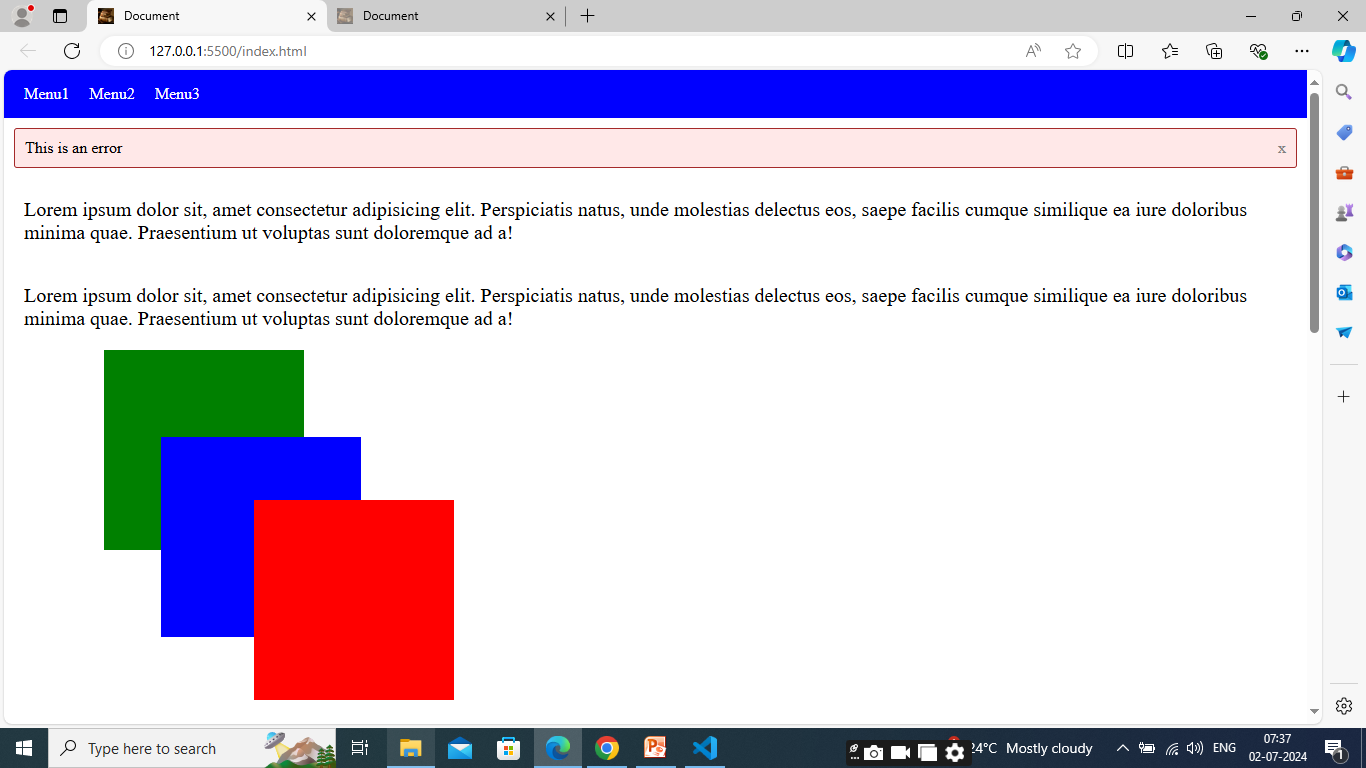 Document
Document
127.0.0.1:5500/index.html
Menu1 Menu2 Menu3
This is an error x
Lorem ipsum dolor sit, amet consectetur adipisicing elit. Perspiciatis natus, unde molestias delectus eos, saepe facilis cumque similique ea iure doloribus
minima quae. Praesentium ut voluptas sunt doloremque ad a!
Lorem ipsum dolor sit, amet consectetur adipisicing elit. Perspiciatis natus, unde molestias delectus eos, saepe facilis cumque similique ea iure doloribus
minima quae. Praesentium ut voluptas sunt doloremque ad a!
Type here to search
24°C Mostly cloudy
ENG
07:37
02-07-2024
1